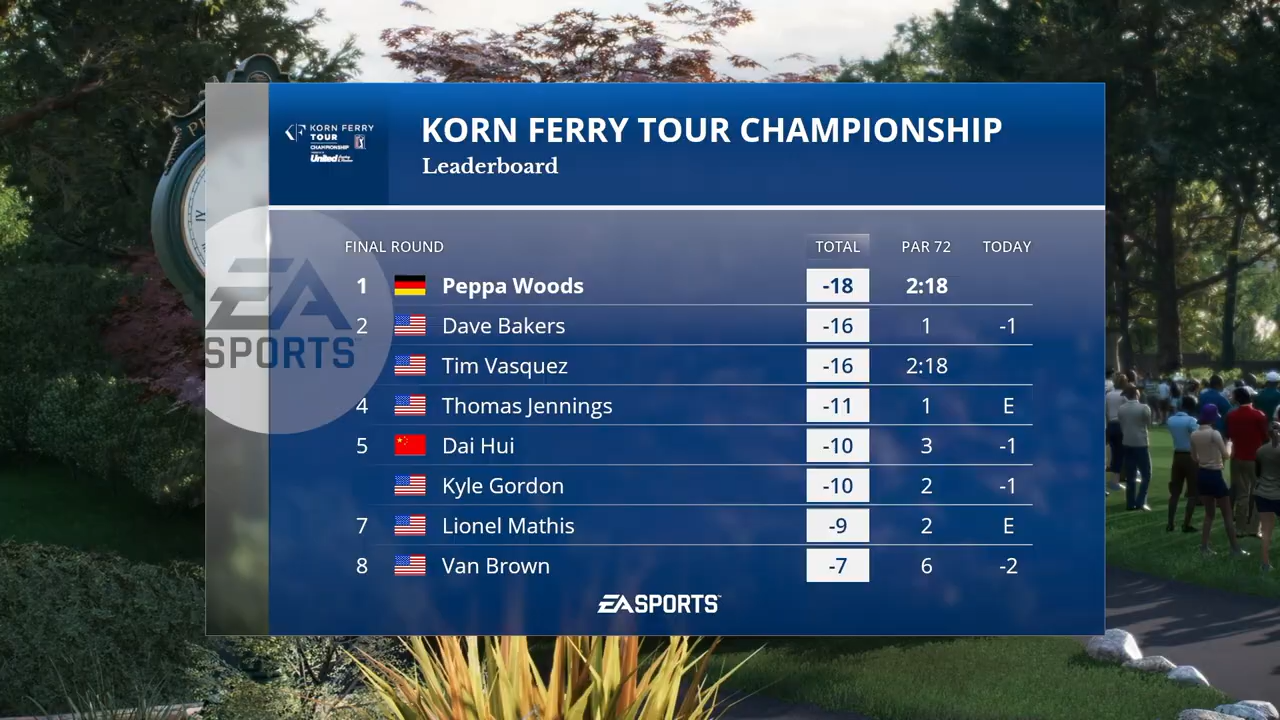 KORN FERRY
TOUR
CHAMPIONSHIP
United
KORN FERRY TOUR CHAMPIONSHIP
Leaderboard
FINAL ROUND TOTAL PAR 72 TODAY
1 Peppa Woods -18 2:18
2 Dave Bakers -16 1 -1
Tim Vasquez -16 2:18
4 Thomas Jennings -11 1 E
5 Dai Hui -10 3 -1
Kyle Gordon -10 2 -1
7 Lionel Mathis -9 2 E
8 Van Brown -7 6 -2
EA SPORTS™
EA SPORTS™